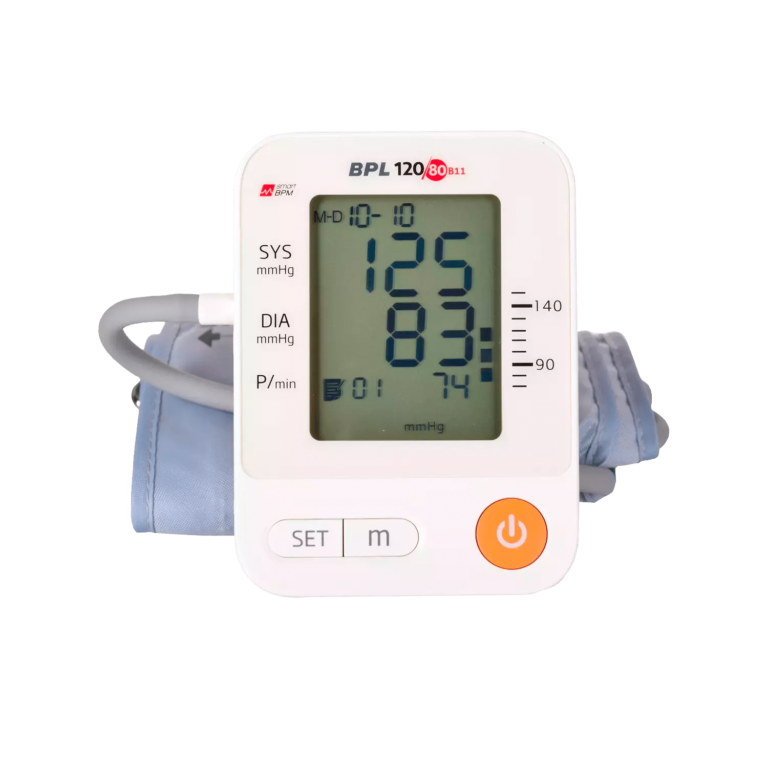 BPL 120/80 B11
smart
BPM
M-D 10-10
SYS
mmHg
125
DIA
mmHg
83
P/min
01 74
mmHg
140
90
SET m